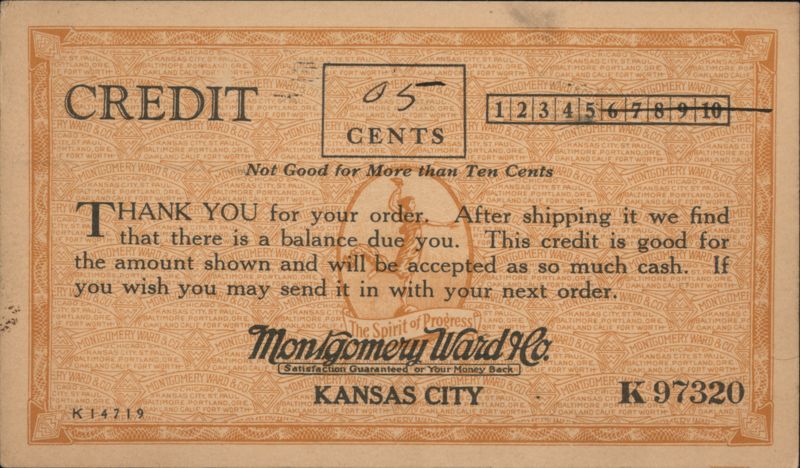 CREDIT
05
CENTS
1 2 3 4 5 6 7 8 9 10
Not Good for More than Ten Cents
THANK YOU for your order. After shipping it we find
that there is a balance due you. This credit is good for
the amount shown and will be accepted as so much cash. If
you wish you may send it in with your next order.
The Spirit of Progress
Montgomery Ward & Co.
Satisfaction Guaranteed or Your Money Back
KANSAS CITY
K 97320
K14719